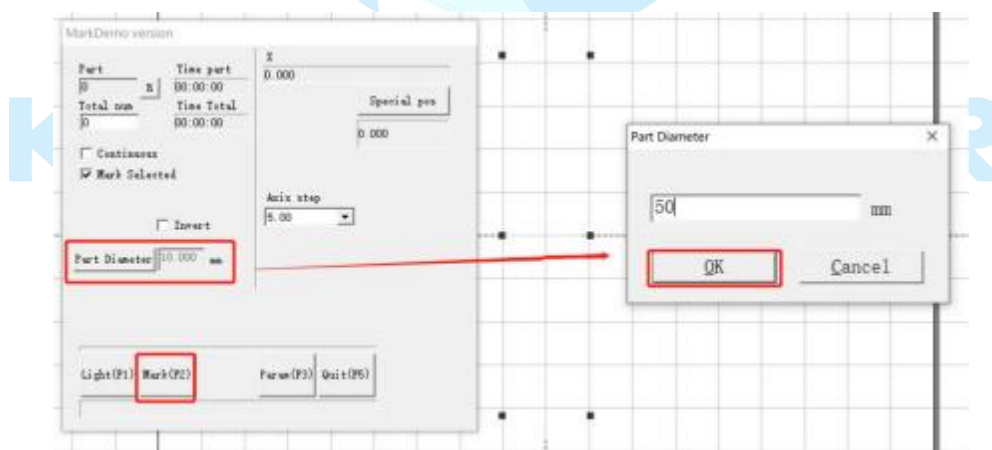 MarkDemo version
Part Time part
0 R 00:00:00
Total num Time Total
0 00:00:00
Continuous
Mark Selected
Invert
Part Diameter 10.000 mm
X
0.000
Special pos
0.000
Axis step
5.00
Light(F1) Mark(F2) Param(F3) Quit(F5)
Part Diameter
50 mm
OK Cancel